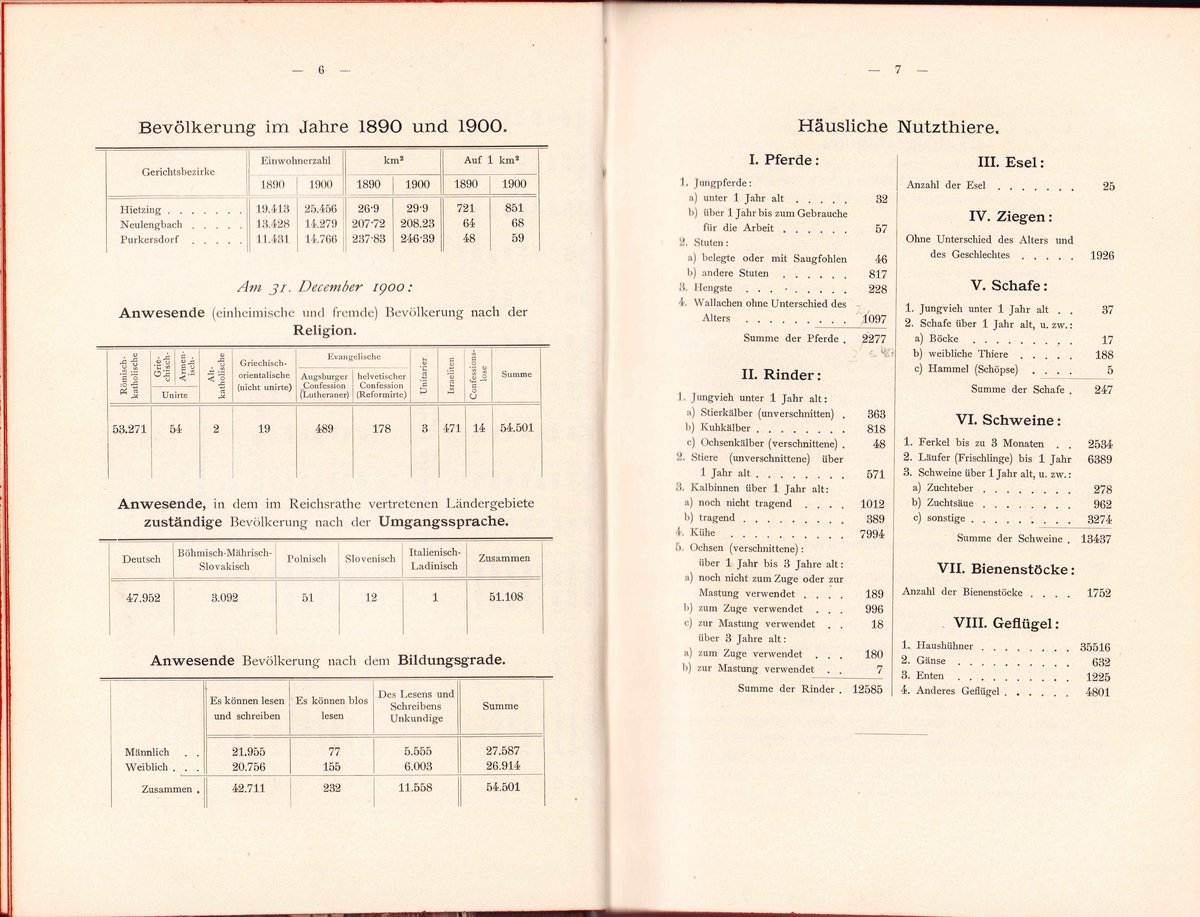 — 6 —
Bevölkerung im Jahre 1890 und 1900.
Gerichtsbezirke Einwohnerzahl km² Auf 1 km²
1890 1900 1890 1900 1890 1900
Hietzing . . . . . . . 19.413 25.456 26·9 29·9 721 851
Neulengbach . . . . . 13.428 14.279 207·72 208.23 64 68
Purkersdorf . . . . . 11.431 14.766 237·83 246·39 48 59
Am 31. December 1900:
Anwesende (einheimische und fremde) Bevölkerung nach der
Religion.
Römisch-katholische Griechisch- Armenisch- Unirte Alt-katholische Griechisch-orientalische (nicht unirte) Evangelische Augsburger Confession (Lutheraner) helvetischer Confession (Reformirte) Unitarier Israeliten Confessionslose Summe
53.271 54 2 19 489 178 3 471 14 54.501
Anwesende, in dem im Reichsrathe vertretenen Ländergebiete
zuständige Bevölkerung nach der Umgangssprache.
Deutsch Böhmisch-Mährisch-Slovakisch Polnisch Slovenisch Italienisch-Ladinisch Zusammen
47.952 3.092 51 12 1 51.108
Anwesende Bevölkerung nach dem Bildungsgrade.
Es können lesen und schreiben Es können blos lesen Des Lesens und Schreibens Unkundige Summe
Männlich . . 21.955 77 5.555 27.587
Weiblich . . . 20.756 155 6.003 26.914
Zusammen . 42.711 232 11.558 54.501
— 7 —
Häusliche Nutzthiere.
I. Pferde:
1. Jungpferde:
a) unter 1 Jahr alt . . . . . 32
b) über 1 Jahr bis zum Gebrauche
für die Arbeit . . . . . . 57
2. Stuten:
a) belegte oder mit Saugfohlen 46
b) andere Stuten . . . . . . 817
3. Hengste . . . . . . . . . 228
4. Wallachen ohne Unterschied des
Alters . . . . . . . . . 1097
Summe der Pferde . 2277
II. Rinder:
1. Jungvieh unter 1 Jahr alt:
a) Stierkälber (unverschnitten) . 363
b) Kuhkälber . . . . . . . . 818
c) Ochsenkälber (verschnittene) . 48
2. Stiere (unverschnittene) über
1 Jahr alt . . . . . . . . 571
3. Kalbinnen über 1 Jahr alt:
a) noch nicht tragend . . . . 1012
b) tragend . . . . . . . . . 389
4. Kühe . . . . . . . . . . 7994
5. Ochsen (verschnittene):
über 1 Jahr bis 3 Jahre alt:
a) noch nicht zum Zuge oder zur
Mastung verwendet . . . . 189
b) zum Zuge verwendet . . . 996
c) zur Mastung verwendet . . 18
über 3 Jahre alt:
a) zum Zuge verwendet . . . 180
b) zur Mastung verwendet . . 7
Summe der Rinder . 12585
III. Esel:
Anzahl der Esel . . . . . . . 25
IV. Ziegen:
Ohne Unterschied des Alters und
des Geschlechtes . . . . . 1926
V. Schafe:
1. Jungvieh unter 1 Jahr alt . . 37
2. Schafe über 1 Jahr alt, u. zw.:
a) Böcke . . . . . . . . . 17
b) weibliche Thiere . . . . . 188
c) Hammel (Schöpse) . . . . 5
Summe der Schafe . 247
VI. Schweine:
1. Ferkel bis zu 3 Monaten . . 2534
2. Läufer (Frischlinge) bis 1 Jahr 6389
3. Schweine über 1 Jahr alt, u. zw.:
a) Zuchteber . . . . . . . . 278
b) Zuchtsäue . . . . . . . . 962
c) sonstige . . . . . . . . . 3274
Summe der Schweine . 13437
VII. Bienenstöcke:
Anzahl der Bienenstöcke . . . . 1752
VIII. Geflügel:
1. Haushühner . . . . . . . . 35516
2. Gänse . . . . . . . . . . 632
3. Enten . . . . . . . . . . 1225
4. Anderes Geflügel . . . . . . 4801